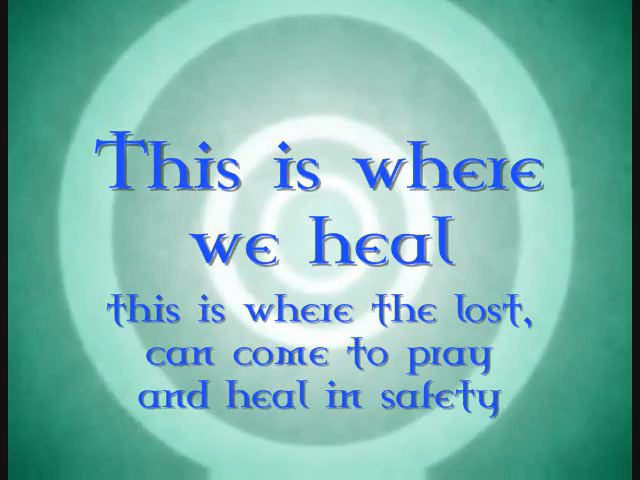 This is where
we heal
this is where the lost,
can come to pray
and heal in safety